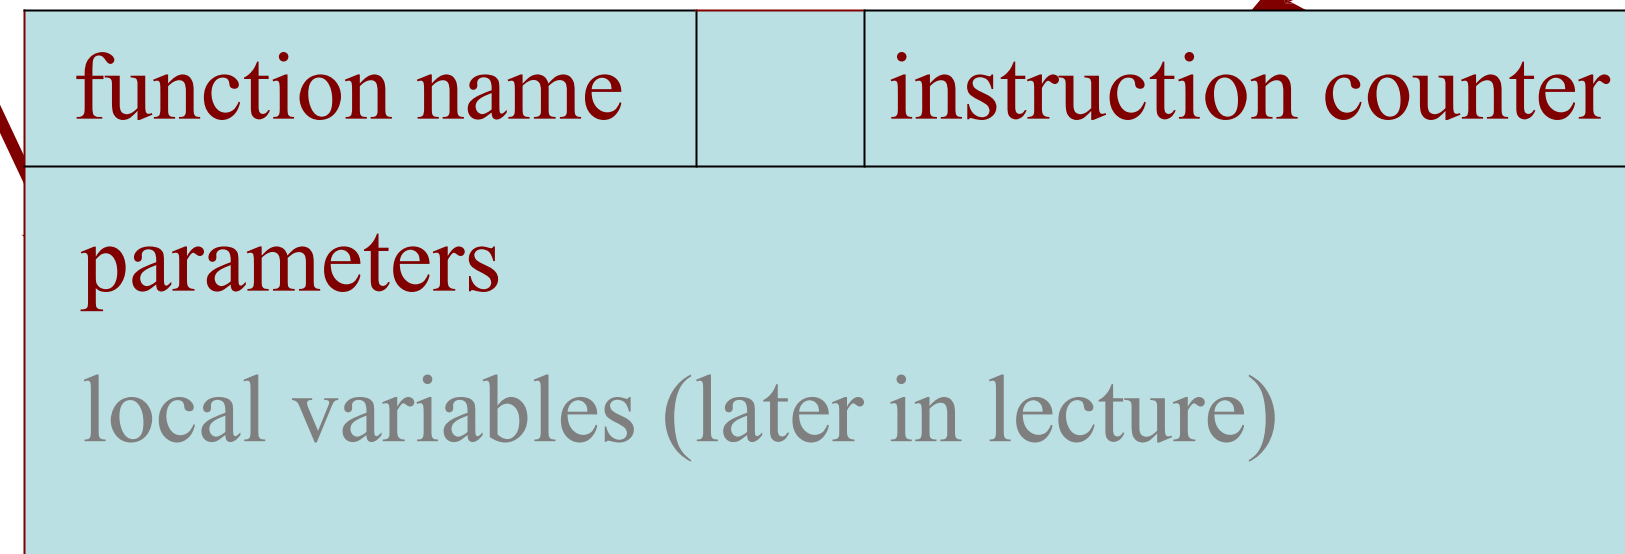 function name instruction counter
parameters
local variables (later in lecture)